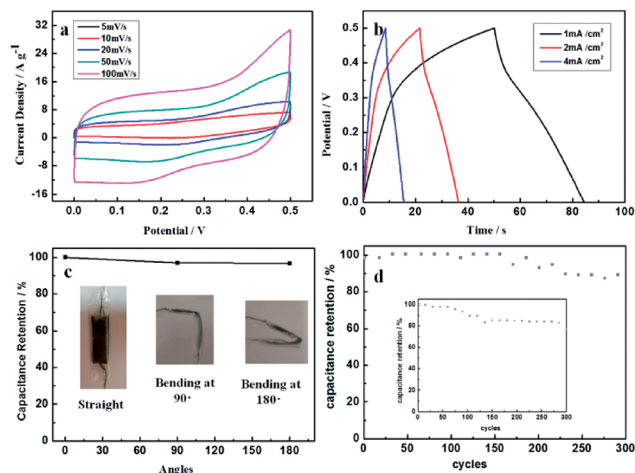 a
5mV/s
10mV/s
20mV/s
50mV/s
100mV/s
Current Density / A g-1
32
24
16
8
0
-8
-16
0.0 0.1 0.2 0.3 0.4 0.5
Potential / V
b
1mA /cm2
2mA /cm2
4mA /cm2
Potential / V
0.5
0.4
0.3
0.2
0.1
0.0
0 20 40 60 80 100
Time / s
c
Capacitance Retention / %
100
80
60
40
20
0
Straight
Bending at
90·
Bending at
180·
0 30 60 90 120 150 180 210
Angles
d
capacitance retention / %
100
80
60
40
20
0
capacitance retention / %
100
80
60
40
20
0
0 50 100 150 200 250 300
cycles
0 50 100 150 200 250 300
cycles